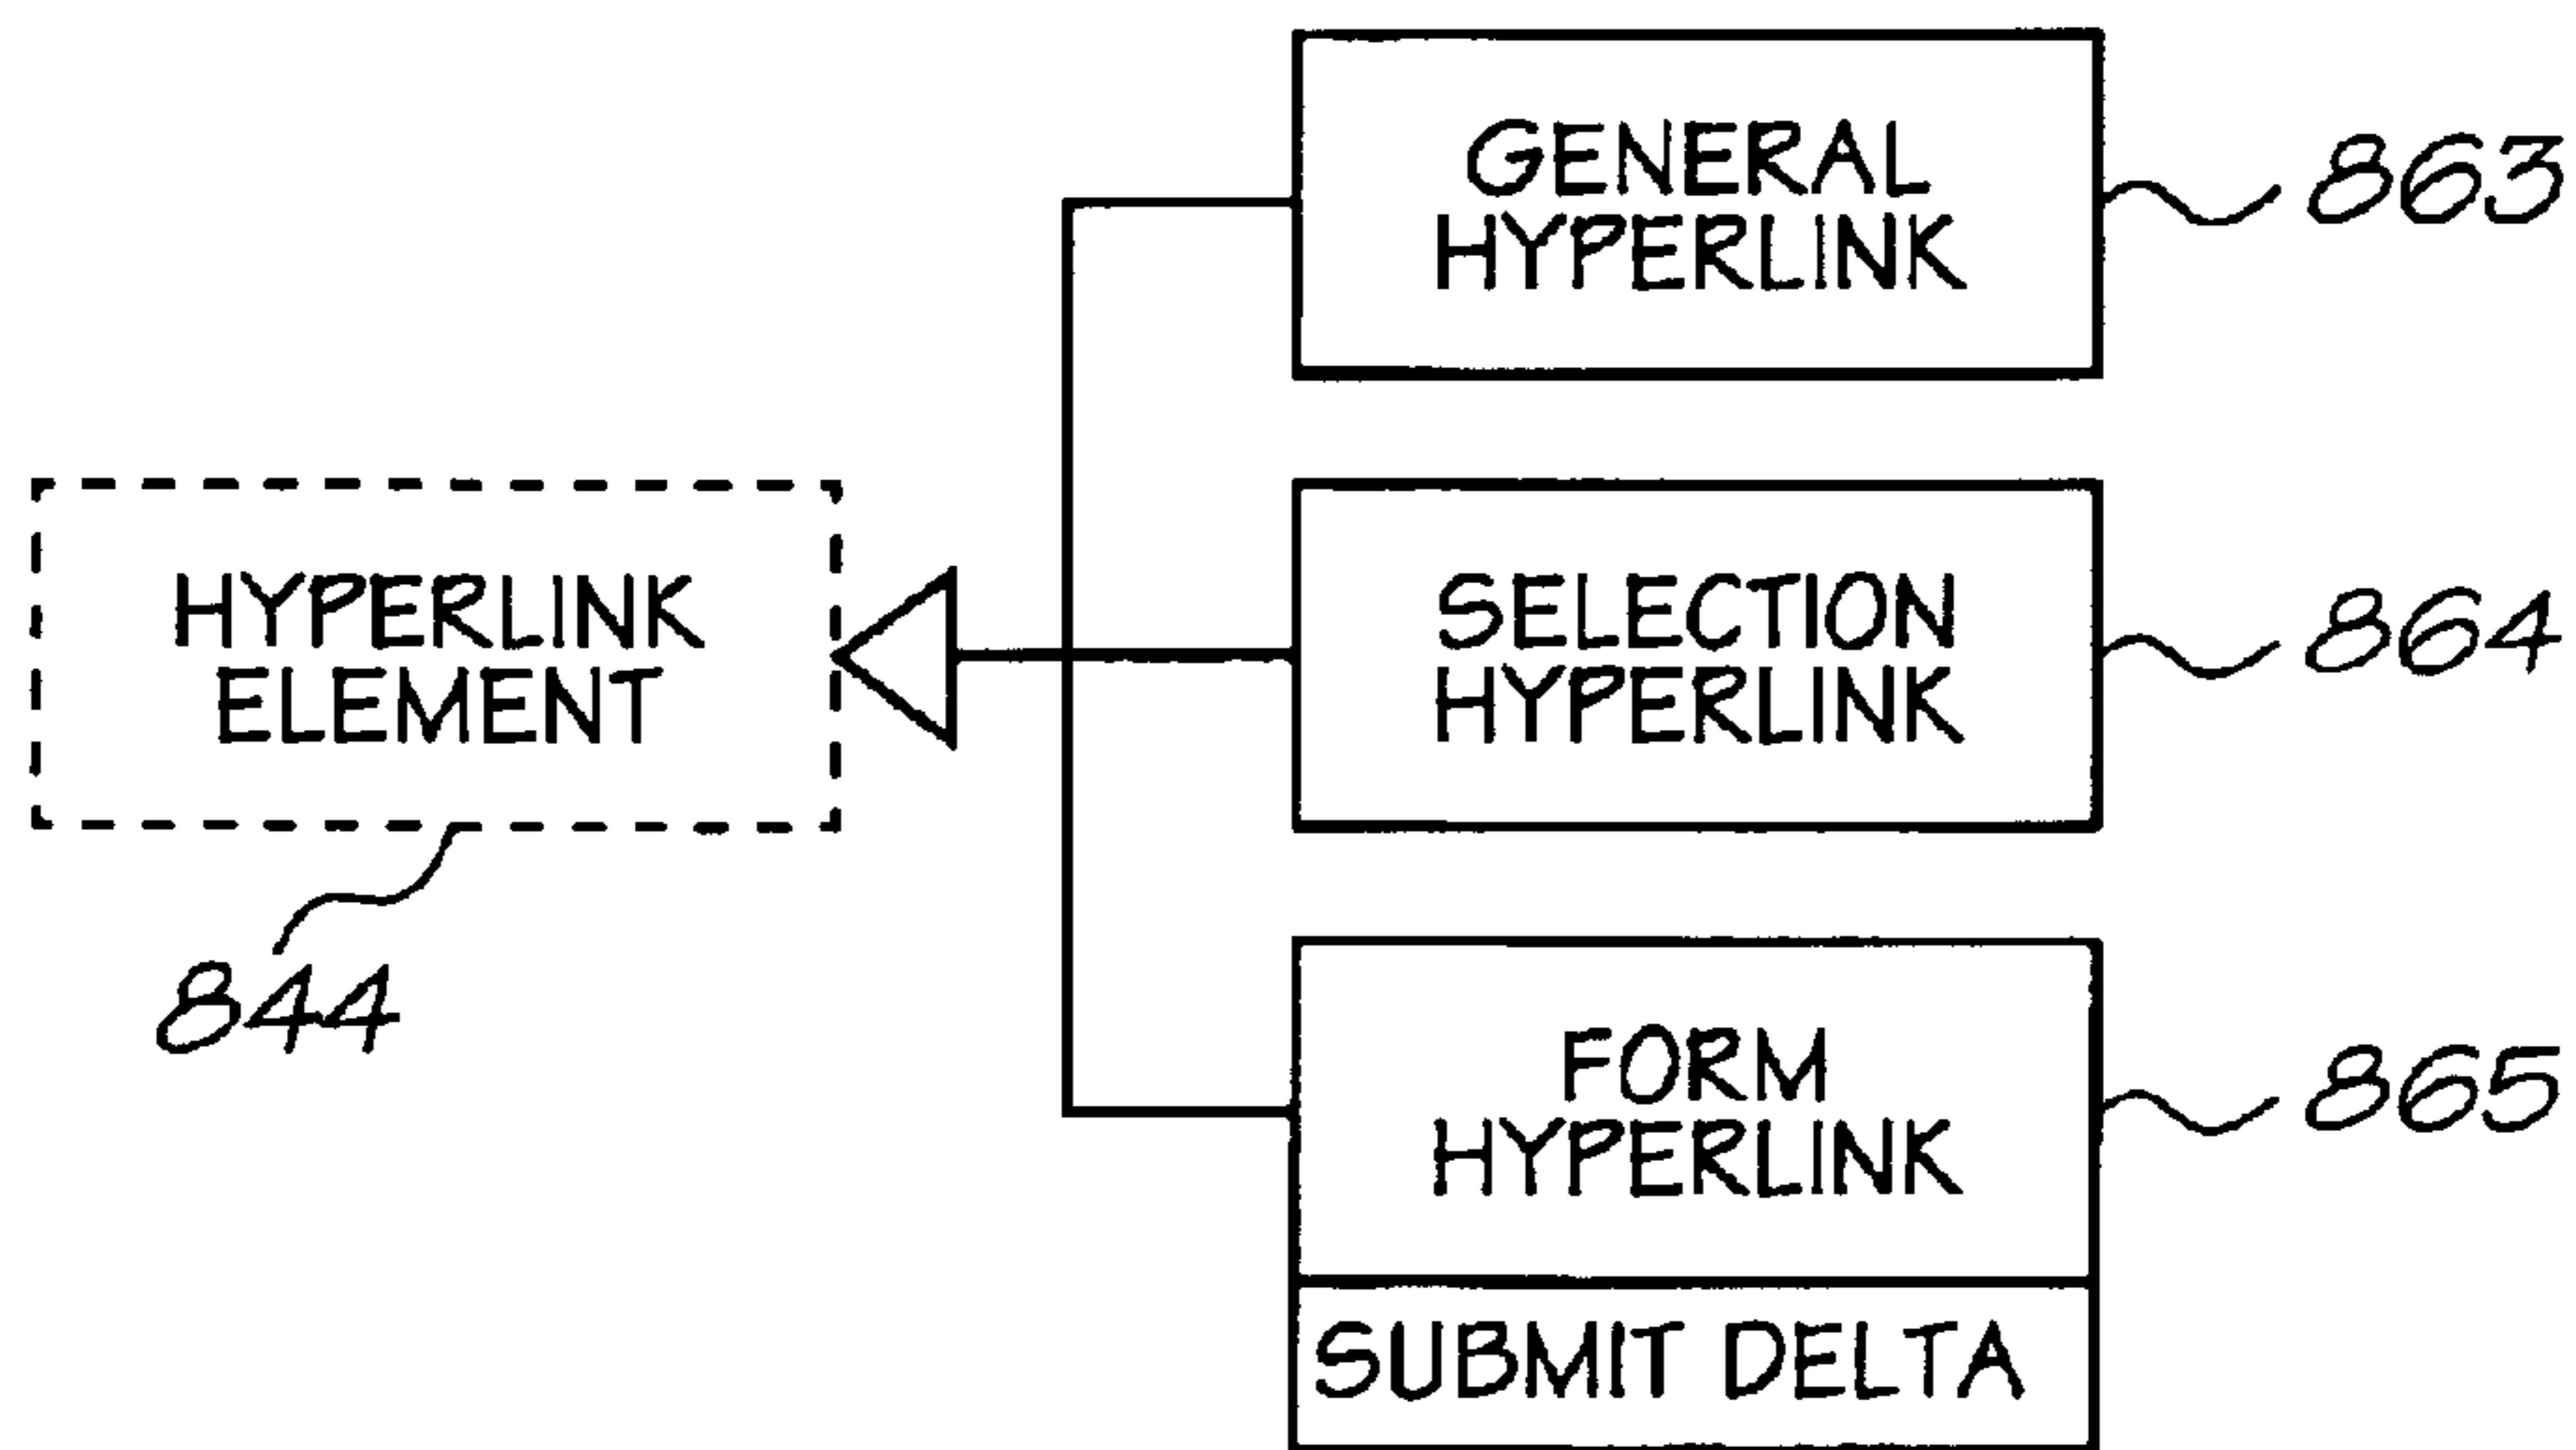 GENERAL
HYPERLINK
863
HYPERLINK
ELEMENT
844
SELECTION
HYPERLINK
864
FORM
HYPERLINK
865
SUBMIT DELTA